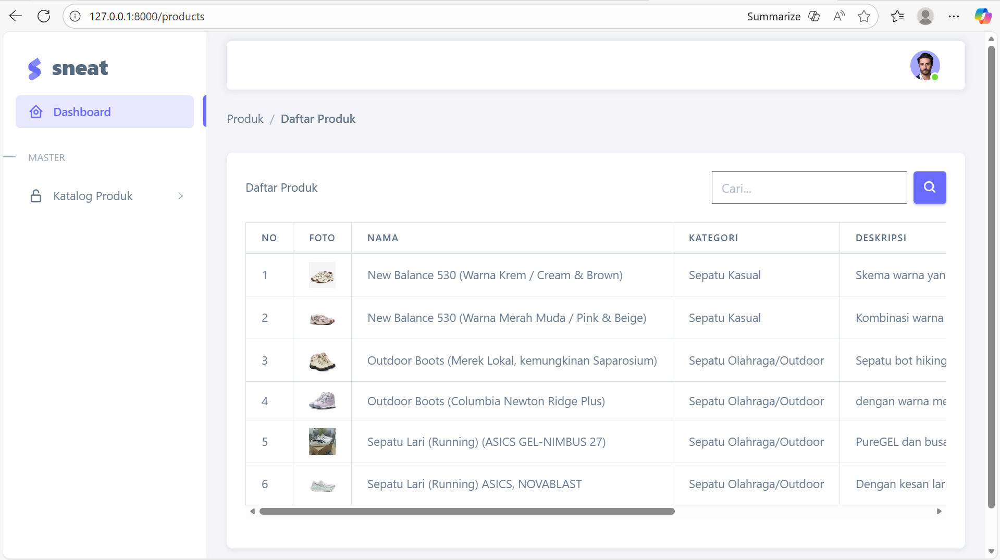 127.0.0.1:8000/products
Summarize
sneat
Dashboard
MASTER
Katalog Produk
Produk / Daftar Produk
Daftar Produk
Cari...
NO FOTO NAMA KATEGORI DESKRIPSI
1 New Balance 530 (Warna Krem / Cream & Brown) Sepatu Kasual Skema warna yan
2 New Balance 530 (Warna Merah Muda / Pink & Beige) Sepatu Kasual Kombinasi warna
3 Outdoor Boots (Merek Lokal, kemungkinan Saparosium) Sepatu Olahraga/Outdoor Sepatu bot hiking
4 Outdoor Boots (Columbia Newton Ridge Plus) Sepatu Olahraga/Outdoor dengan warna me
5 Sepatu Lari (Running) (ASICS GEL-NIMBUS 27) Sepatu Olahraga/Outdoor PureGEL dan busa
6 Sepatu Lari (Running) ASICS, NOVABLAST Sepatu Olahraga/Outdoor Dengan kesan lari